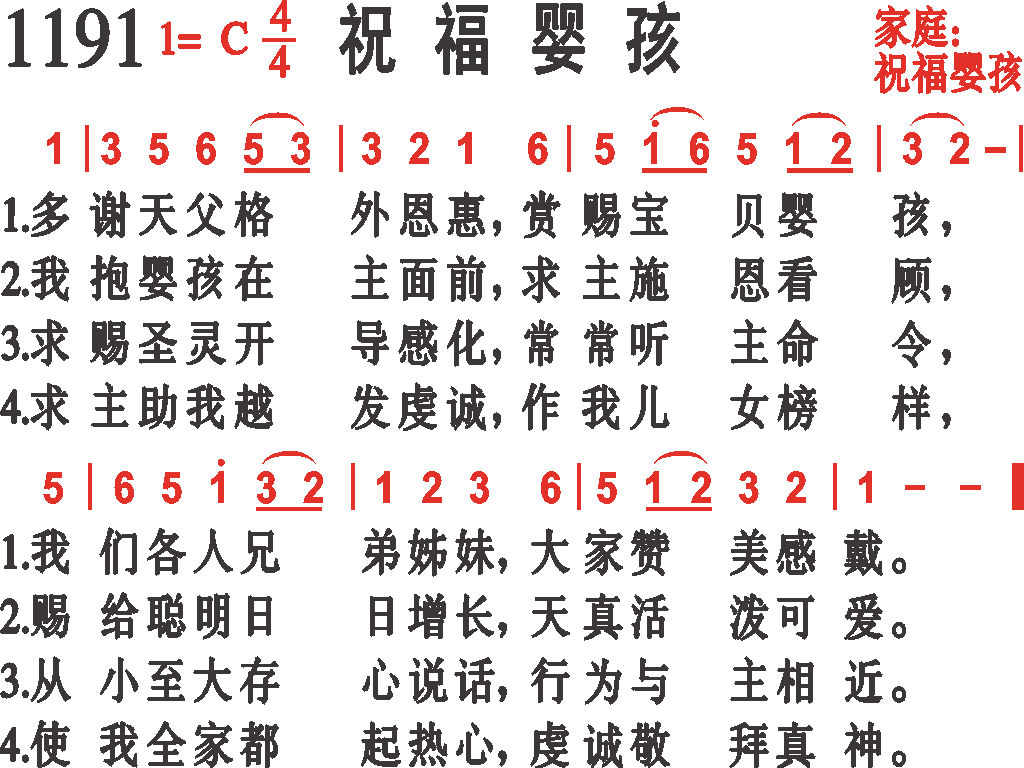 1191 1= C 4/4 祝福婴孩 家庭:
祝福婴孩
1 | 3 5 6 5 3 | 3 2 1 6 | 5 i 6 5 1 2 | 3 2 - |
1.多 谢天父格 外恩惠, 赏 赐宝 贝婴 孩,
2.我 抱婴孩在 主面前, 求 主施 恩看 顾,
3.求 赐圣灵开 导感化, 常 常听 主命 令,
4.求 主助我越 发虔诚, 作 我儿 女榜 样,
5 | 6 5 i 3 2 | 1 2 3 6 | 5 1 2 3 2 | 1 - -
1.我 们各人兄 弟姊妹, 大 家赞 美感 戴。
2.赐 给聪明日 日增长, 天 真活 泼可 爱。
3.从 小至大存 心说话, 行 为与 主相 近。
4.使 我全家都 起热心, 虔 诚敬 拜真 神。